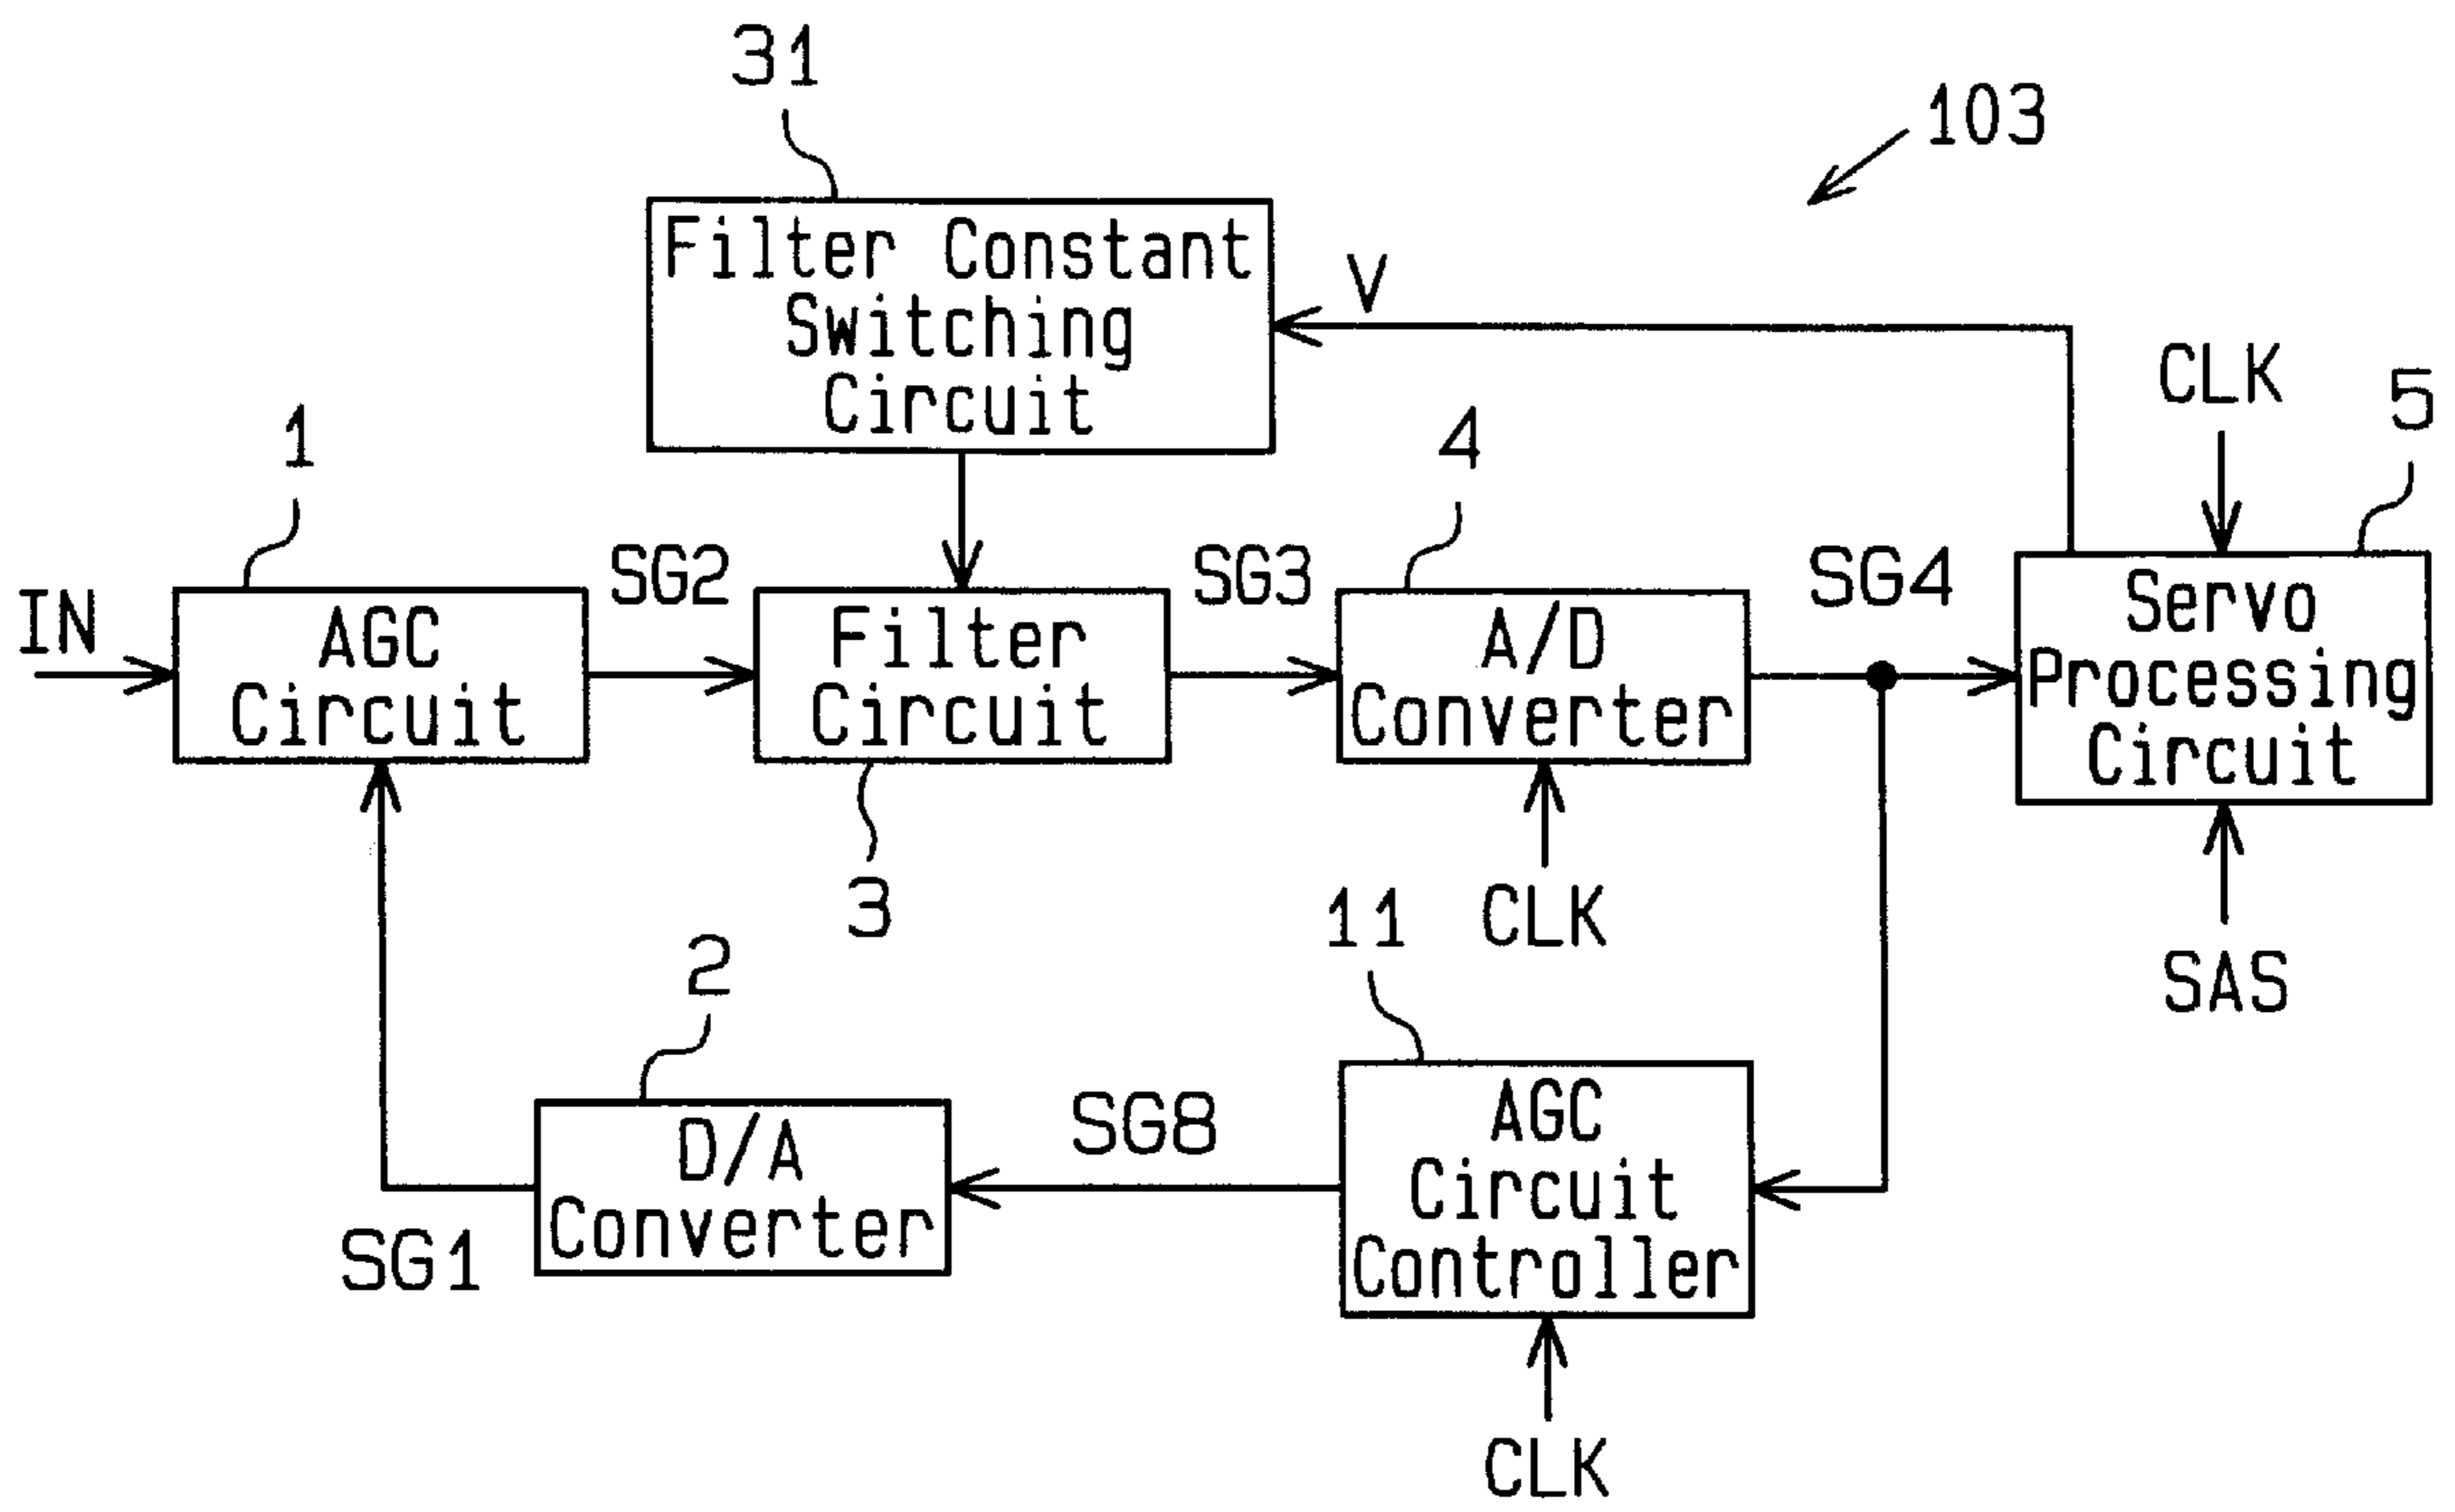 31
103
Filter Constant
Switching
Circuit
V
CLK
5
1
4
IN
SG2
SG3
SG4
AGC
Circuit
Filter
Circuit
A/D
Converter
Servo
Processing
Circuit
3
CLK
SAS
2
11
D/A
Converter
SG8
AGC
Circuit
Controller
SG1
CLK